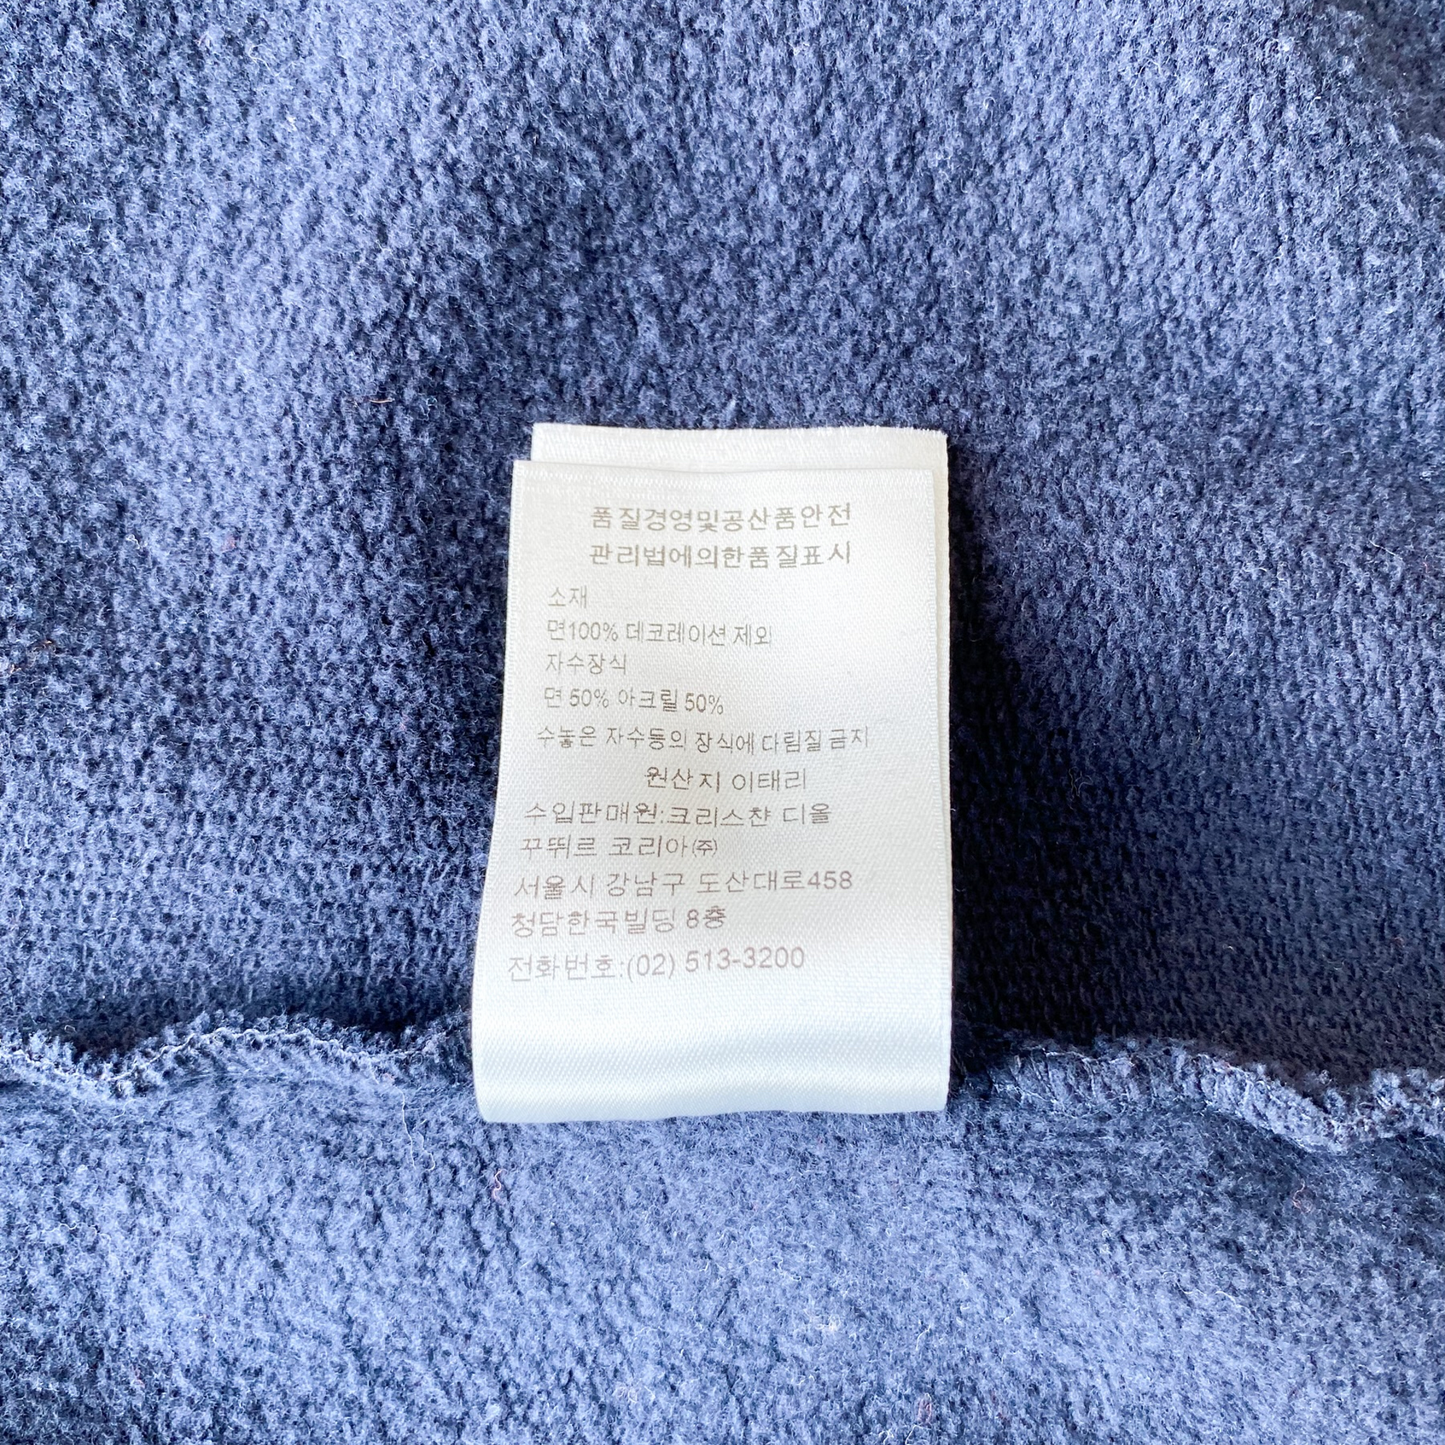 품질경영및공산품안전
관리법에의한품질표시
소재
면100% 데코레이션 제외
자수장식
면 50% 아크릴 50%
수놓은 자수등의 장식에 다림질 금지
원산지 이태리
수입판매원:크리스챤 디올
꾸뛰르 코리아㈜
서울시 강남구 도산대로458
청담한국빌딩 8층
전화번호:(02) 513-3200